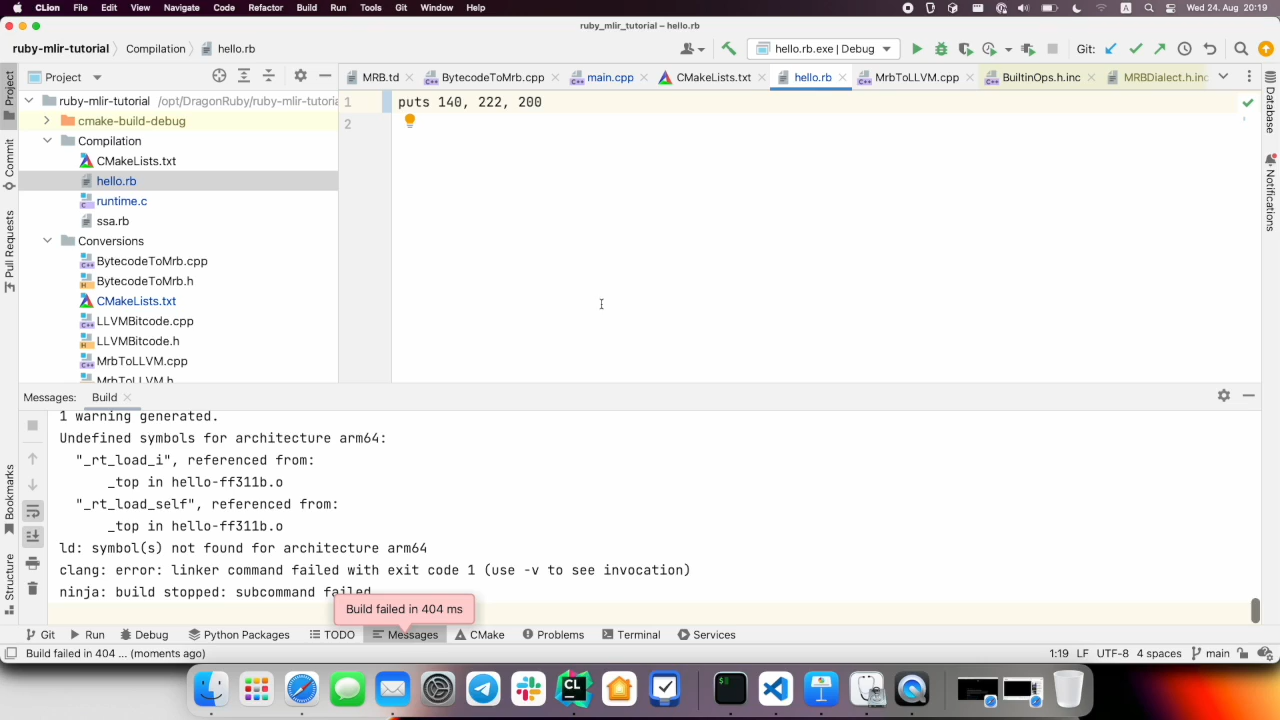 CLion File Edit View Navigate Code Refactor Build Run Tools Git Window Help Wed 24. Aug 20:19
ruby_mlir_tutorial – hello.rb
ruby-mlir-tutorial Compilation hello.rb hello.rb.exe | Debug Git:
Project MRB.td BytecodeToMrb.cpp main.cpp CMakeLists.txt hello.rb MrbToLLVM.cpp BuiltinOps.h.inc MRBDialect.h.inc
ruby-mlir-tutorial /opt/DragonRuby/ruby-mlir-tutoria
cmake-build-debug
Compilation
CMakeLists.txt
hello.rb
runtime.c
ssa.rb
Conversions
BytecodeToMrb.cpp
BytecodeToMrb.h
CMakeLists.txt
LLVMBitcode.cpp
LLVMBitcode.h
MrbToLLVM.cpp
MrbToLLVM.h
1 puts 140, 222, 200
2
Project
Commit
Pull Requests
Bookmarks
Structure
Database
Notifications
Messages: Build
1 warning generated.
Undefined symbols for architecture arm64:
"_rt_load_i", referenced from:
_top in hello-ff311b.o
"_rt_load_self", referenced from:
_top in hello-ff311b.o
ld: symbol(s) not found for architecture arm64
clang: error: linker command failed with exit code 1 (use -v to see invocation)
ninja: build stopped: subcommand failed.
Build failed in 404 ms
Git Run Debug Python Packages TODO Messages CMake Problems Terminal Services
Build failed in 404 ... (moments ago) 1:19 LF UTF-8 4 spaces main